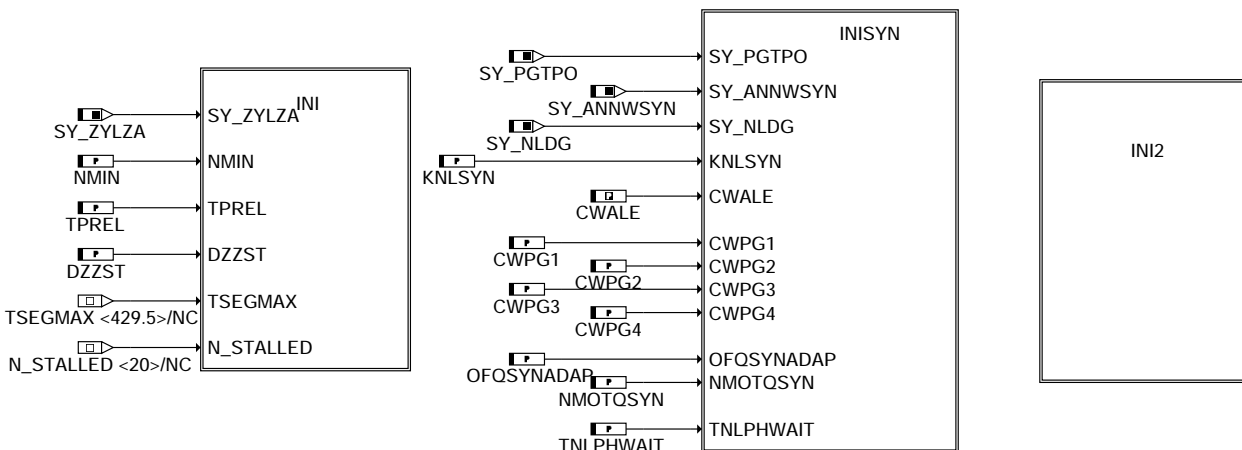 INI
SY_ZYLZA
SY_ZYLZA
NMIN
NMIN
TPREL
TPREL
DZZST
DZZST
TSEGMAX
TSEGMAX <429.5>/NC
N_STALLED
N_STALLED <20>/NC
INISYN
SY_PGTPO
SY_PGTPO
SY_ANNWSYN
SY_ANNWSYN
SY_NLDG
SY_NLDG
KNLSYN
KNLSYN
CWALE
CWALE
CWPG1
CWPG1
CWPG2
CWPG2
CWPG3
CWPG3
CWPG4
CWPG4
OFQSYNADAP
OFQSYNADAP
NMOTQSYN
NMOTQSYN
TNLPHWAIT
TNLPHWAIT
INI2